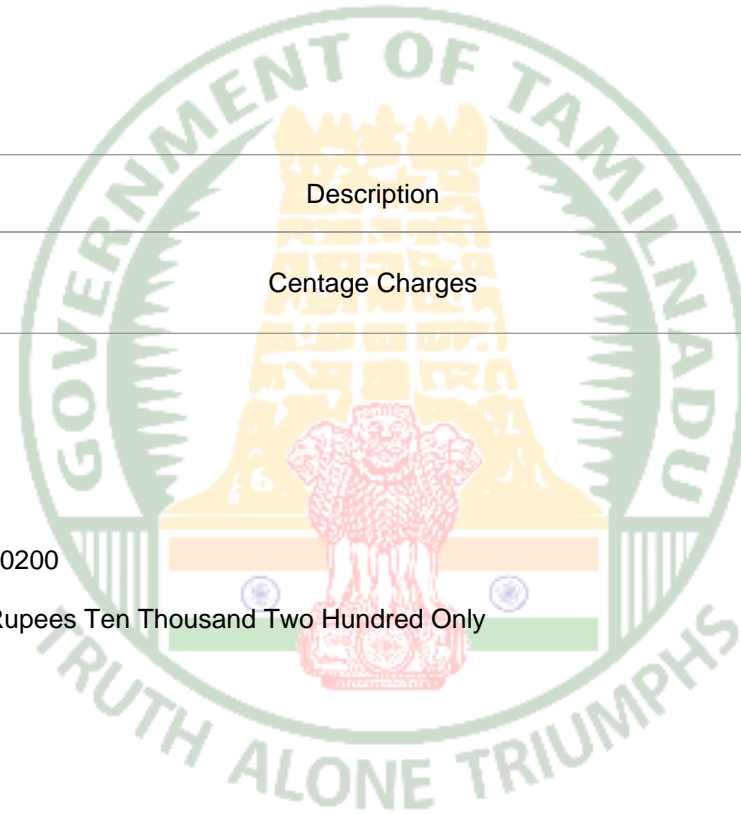 GOVERNMENT OF TAMILNADU
Description
Centage Charges
0200
Rupees Ten Thousand Two Hundred Only
TRUTH ALONE TRIUMPHS